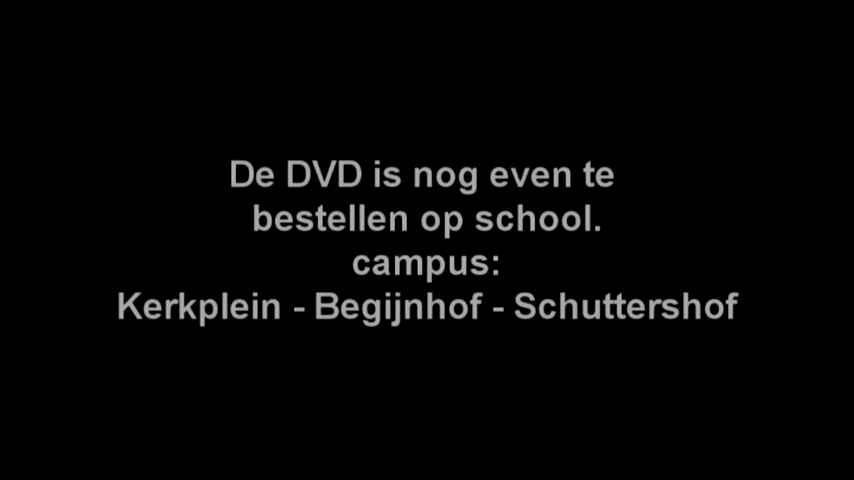 De DVD is nog even te
bestellen op school.
campus:
Kerkplein - Begijnhof - Schuttershof